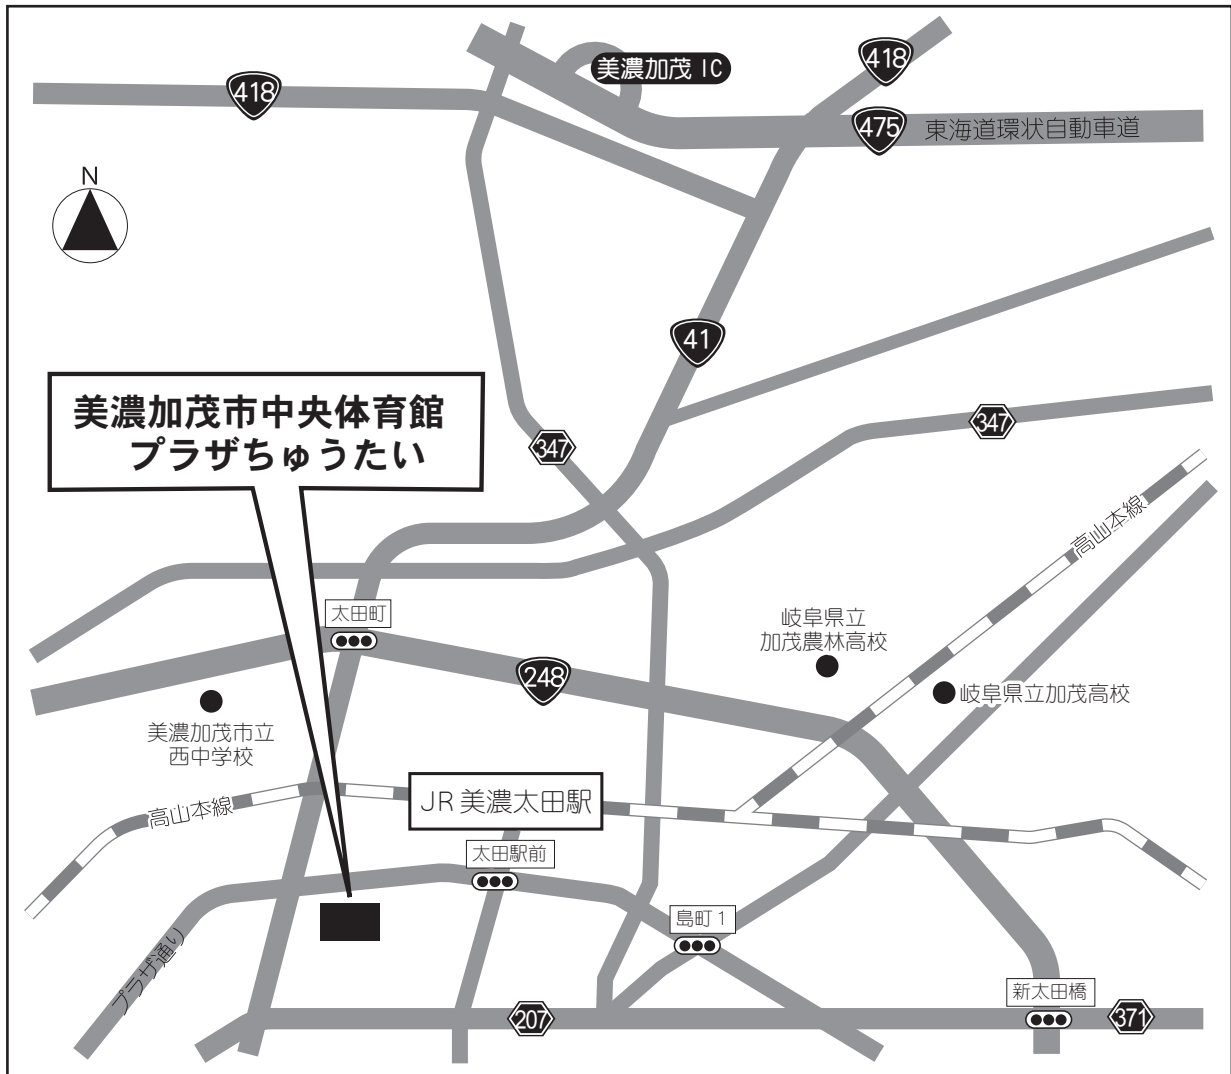 美濃加茂 IC
418
418
475
東海道環状自動車道
N
41
美濃加茂市中央体育館
プラザちゅうたい
347
347
高山本線
太田町
岐阜県立
加茂農林高校
248
岐阜県立加茂高校
美濃加茂市立
西中学校
JR 美濃太田駅
高山本線
太田駅前
島町 1
プラザ通り
新太田橋
207
371